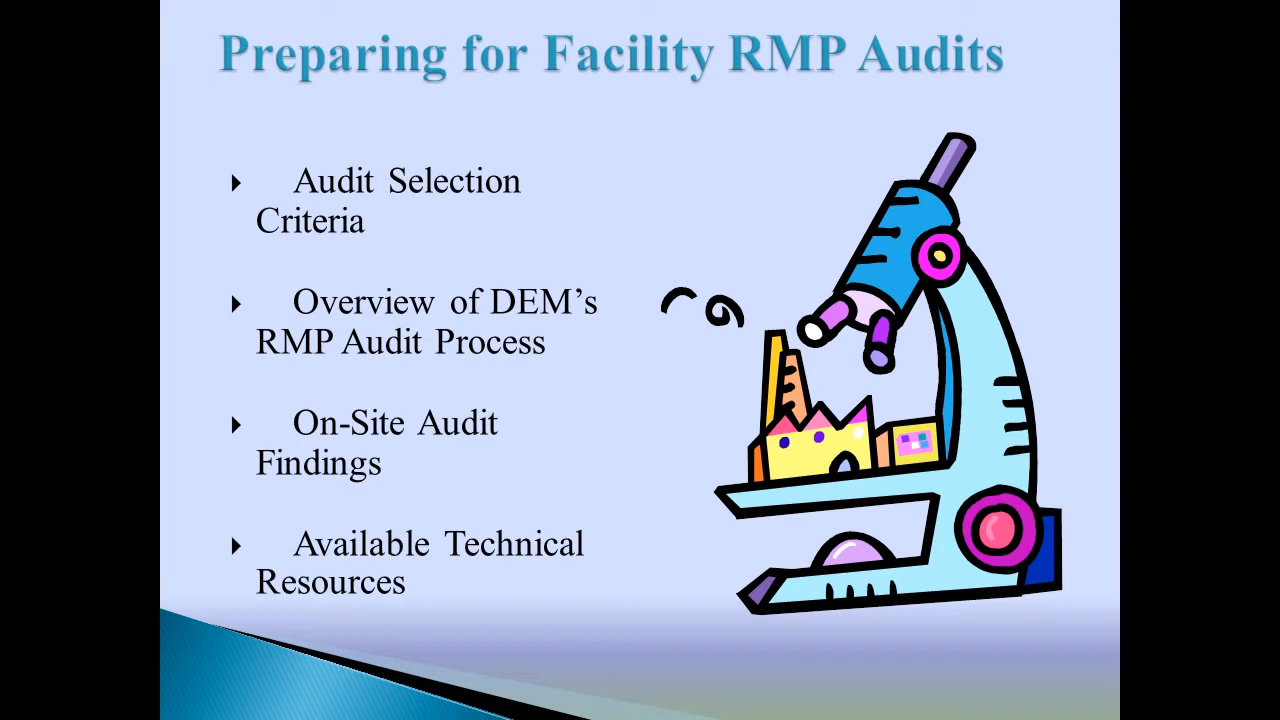 Preparing for Facility RMP Audits
Audit Selection
Criteria
Overview of DEM’s
RMP Audit Process
On-Site Audit
Findings
Available Technical
Resources